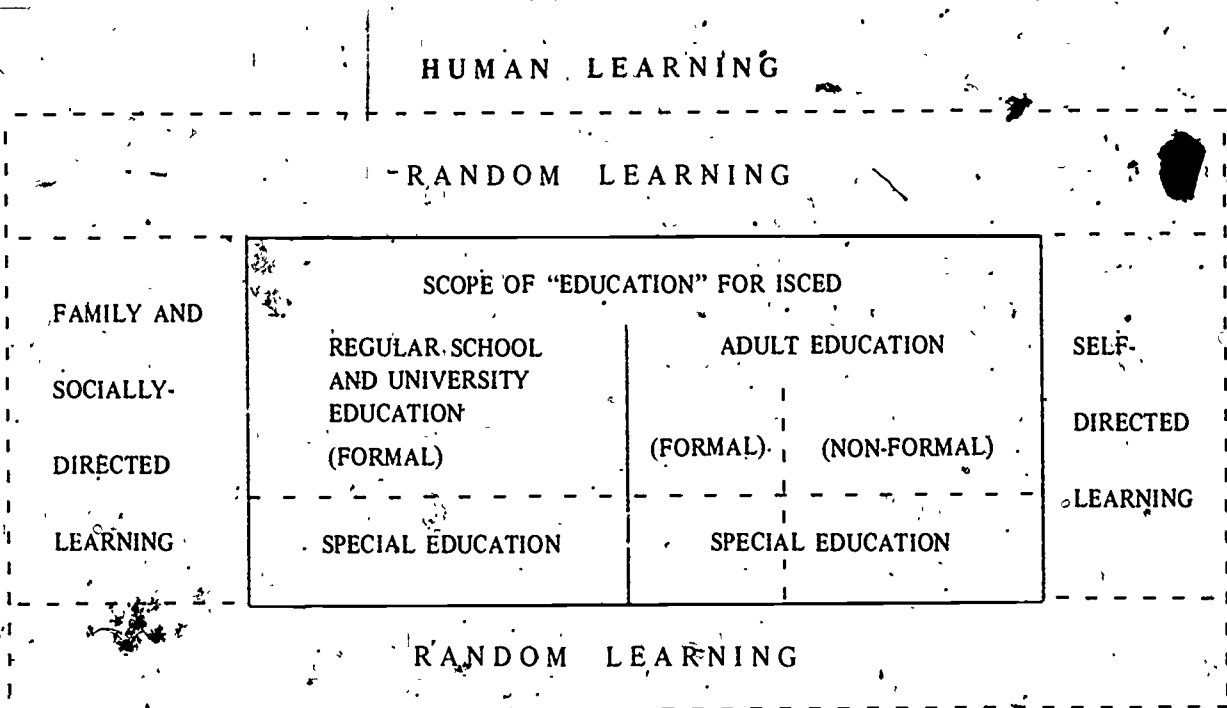 HUMAN LEARNING
RANDOM LEARNING
SCOPE OF “EDUCATION” FOR ISCED
FAMILY AND
SOCIALLY-
DIRECTED
LEARNING
REGULAR SCHOOL
AND UNIVERSITY
EDUCATION
(FORMAL)
ADULT EDUCATION
(FORMAL)
(NON-FORMAL)
SPECIAL EDUCATION
SPECIAL EDUCATION
SELF-
DIRECTED
LEARNING
RANDOM LEARNING